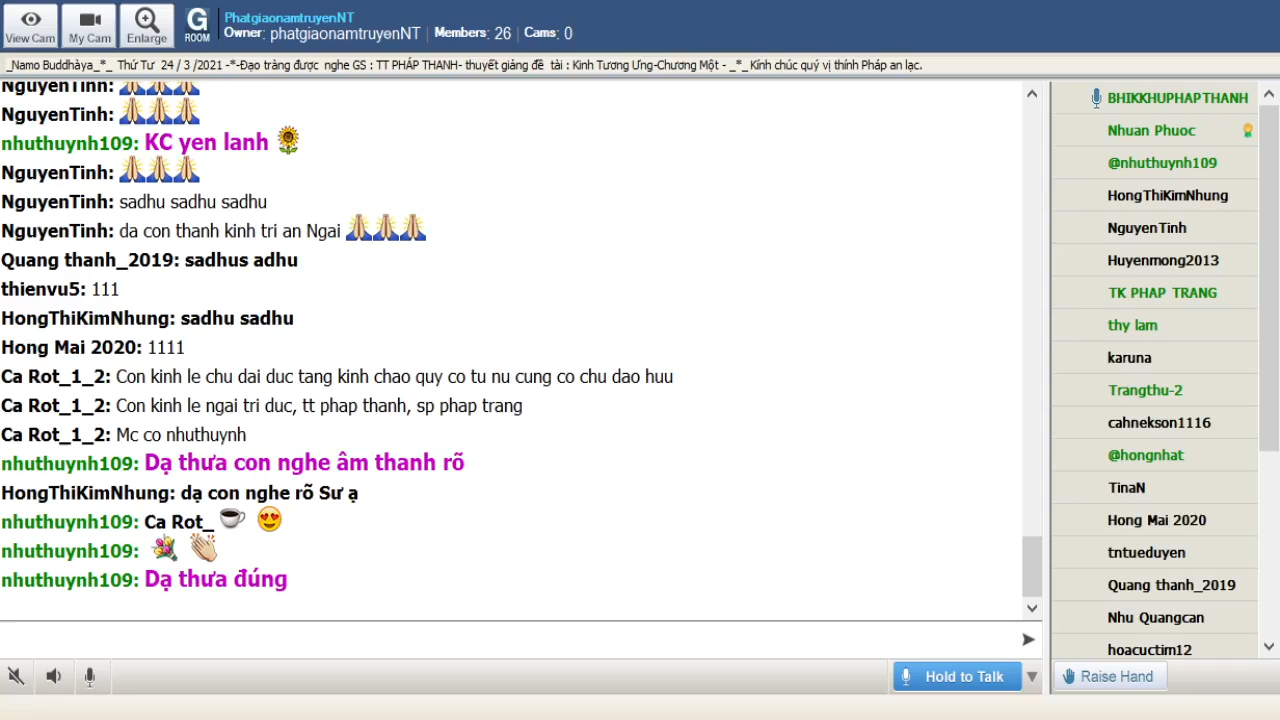 View Cam
My Cam
Enlarge
G ROOM
PhatgiaonamtruyenNT
Owner: phatgiaonamtruyenNT | Members: 26 | Cams: 0
_Namo Buddhàya_*_ Thứ Tư 24 / 3 /2021 -*-Đạo tràng được nghe GS : TT PHÁP THANH- thuyết giảng đề tài : Kinh Tương Ưng-Chương Một - _*_Kính chúc quý vị thính Pháp an lạc.
NguyenTinh:
NguyenTinh:
nhuthuynh109: KC yen lanh
NguyenTinh:
NguyenTinh: sadhu sadhu sadhu
NguyenTinh: da con thanh kinh tri an Ngai
Quang thanh_2019: sadhus adhu
thienvu5: 111
HongThiKimNhung: sadhu sadhu
Hong Mai 2020: 1111
Ca Rot_1_2: Con kinh le chu dai duc tang kinh chao quy co tu nu cung co chu dao huu
Ca Rot_1_2: Con kinh le ngai tri duc, tt phap thanh, sp phap trang
Ca Rot_1_2: Mc co nhuthuynh
nhuthuynh109: Dạ thưa con nghe âm thanh rõ
HongThiKimNhung: dạ con nghe rõ Sư ạ
nhuthuynh109: Ca Rot_
nhuthuynh109:
nhuthuynh109: Dạ thưa đúng
BHIKKHUPHAPTHANH
Nhuan Phuoc
@nhuthuynh109
HongThiKimNhung
NguyenTinh
Huyenmong2013
TK PHAP TRANG
thy lam
karuna
Trangthu-2
cahnekson1116
@hongnhat
TinaN
Hong Mai 2020
tntueduyen
Quang thanh_2019
Nhu Quangcan
hoacuctim12
Hold to Talk
Raise Hand